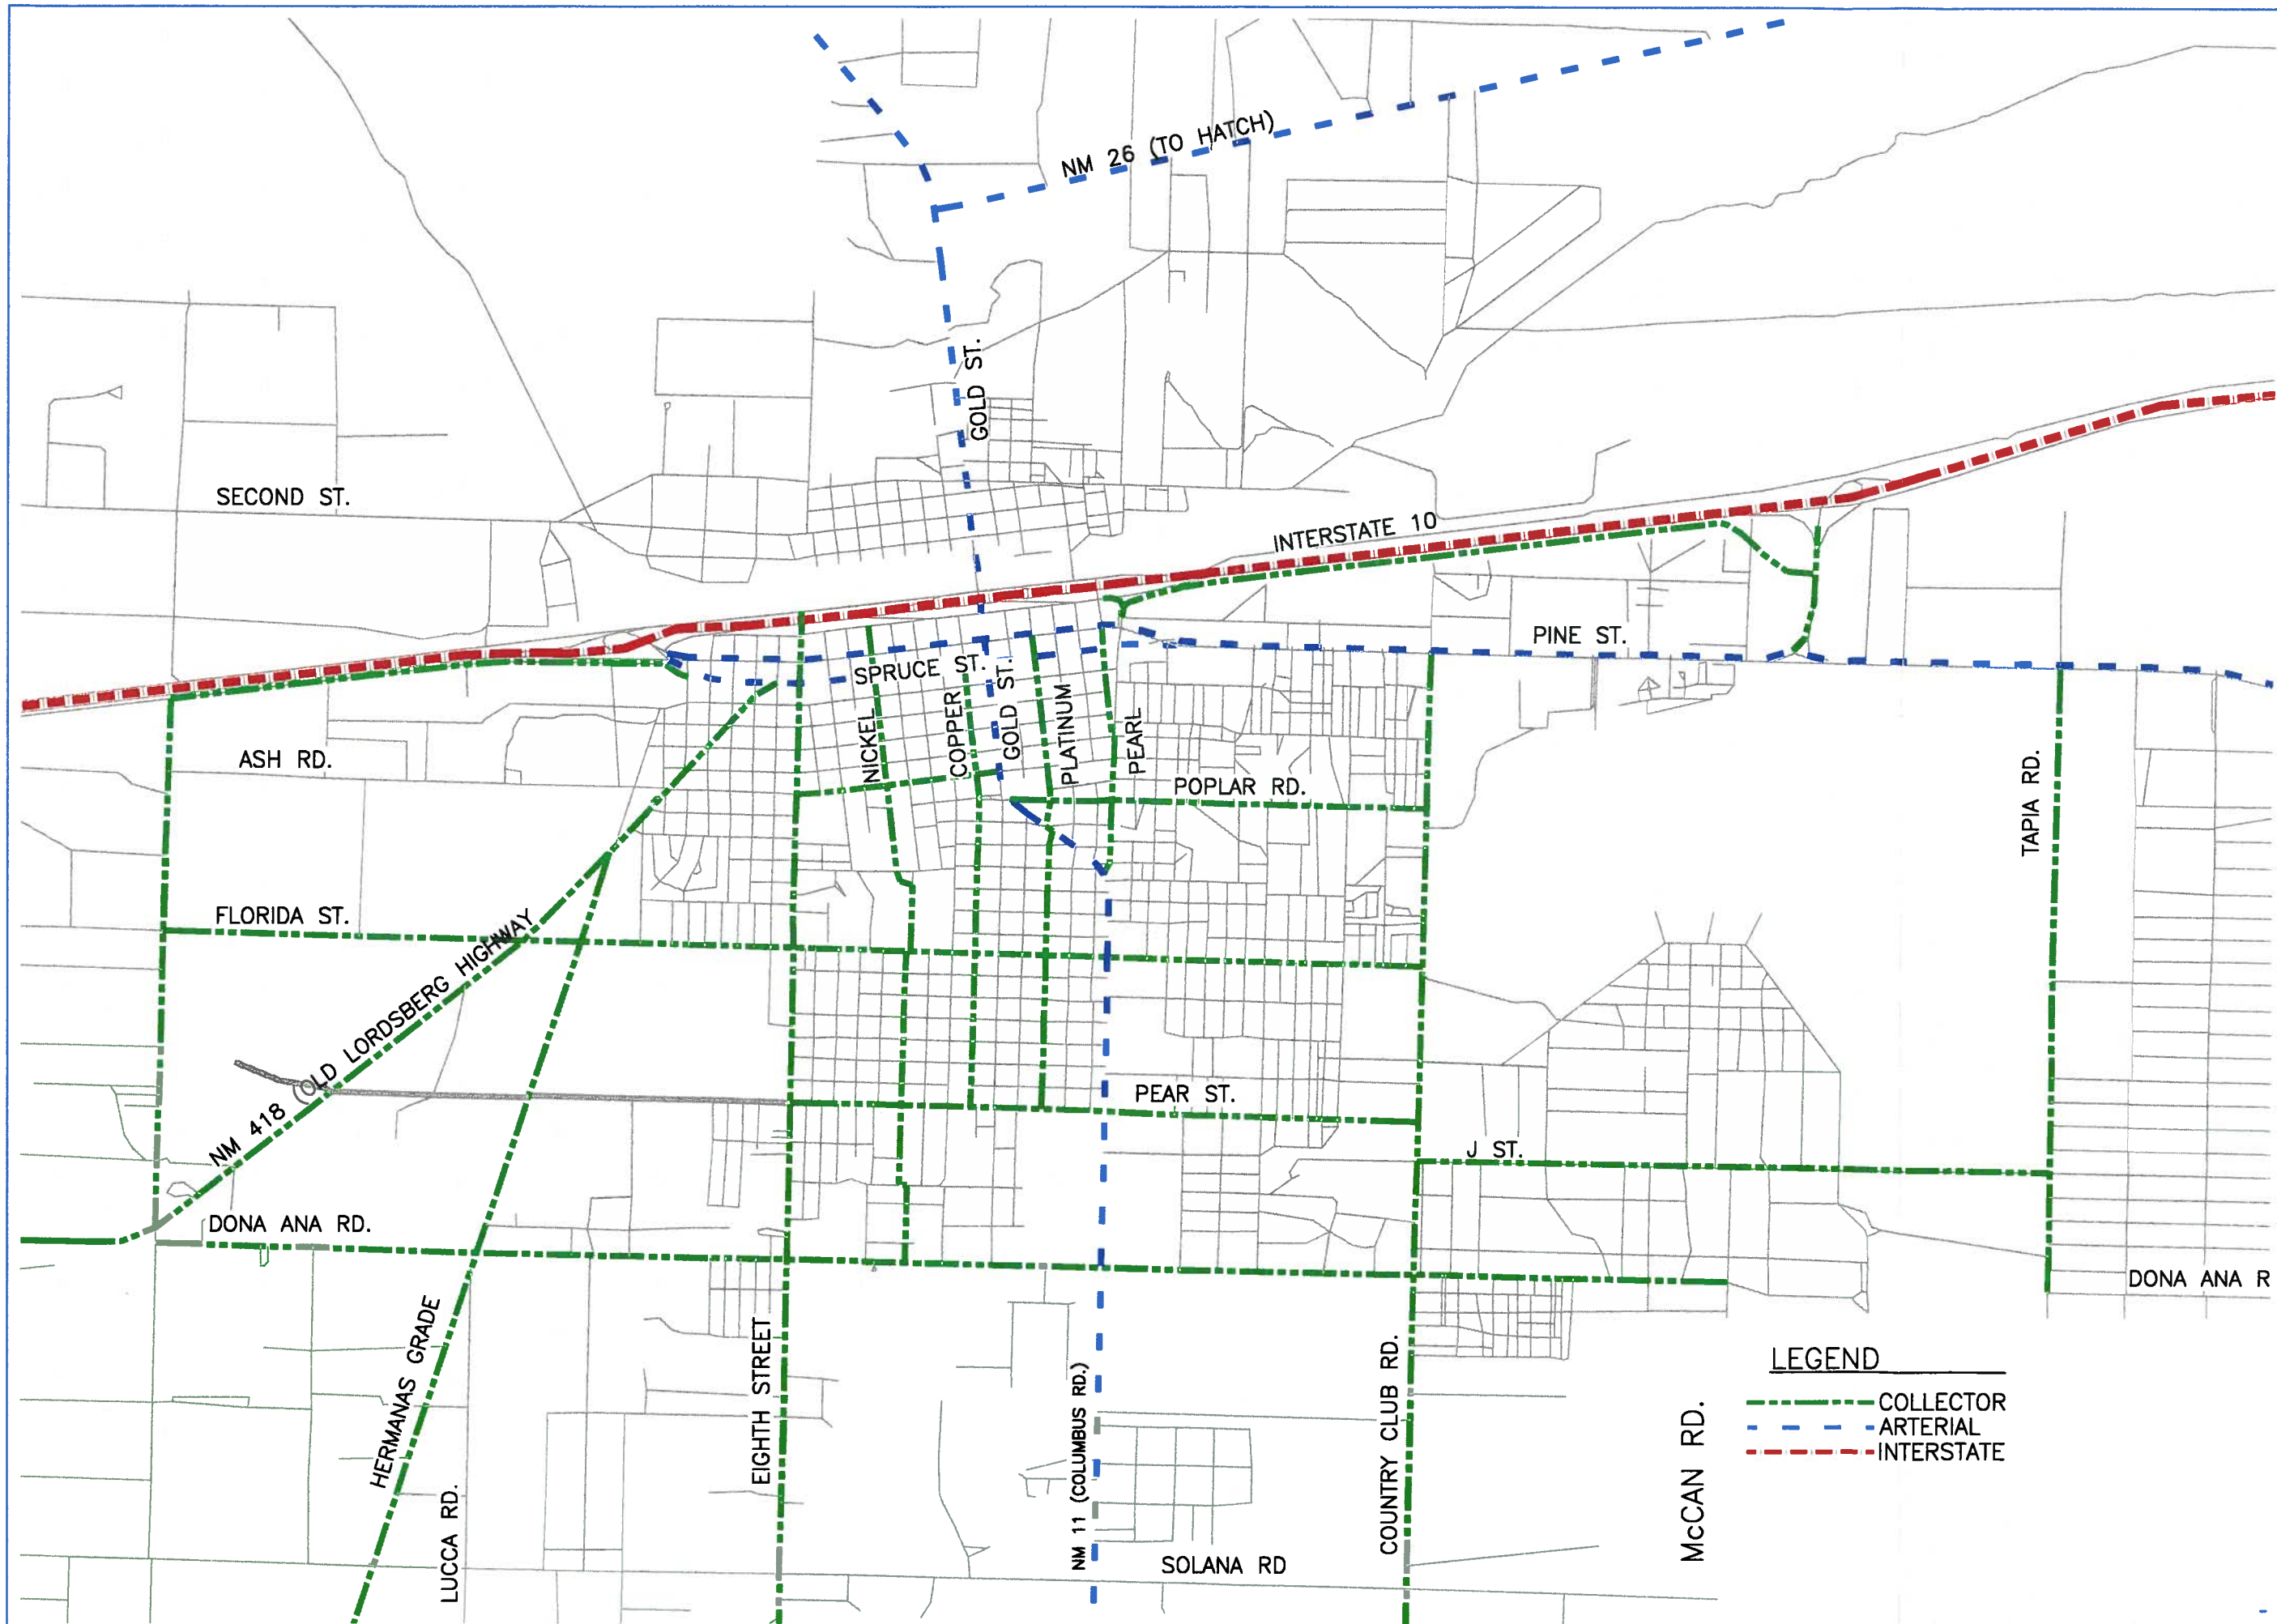 NM 26 (TO HATCH)
GOLD ST.
SECOND ST.
INTERSTATE 10
PINE ST.
SPRUCE ST.
NICKEL
COPPER
GOLD ST.
PLATINUM
PEARL
ASH RD.
POPLAR RD.
TAPIA RD.
FLORIDA ST.
NM 418 OLD LORDSBERG HIGHWAY
PEAR ST.
J ST.
DONA ANA RD.
DONA ANA R
HERMANAS GRADE
LUCCA RD.
EIGHTH STREET
NM 11 (COLUMBUS RD.)
COUNTRY CLUB RD.
McCAN RD.
SOLANA RD
LEGEND
COLLECTOR
ARTERIAL
INTERSTATE